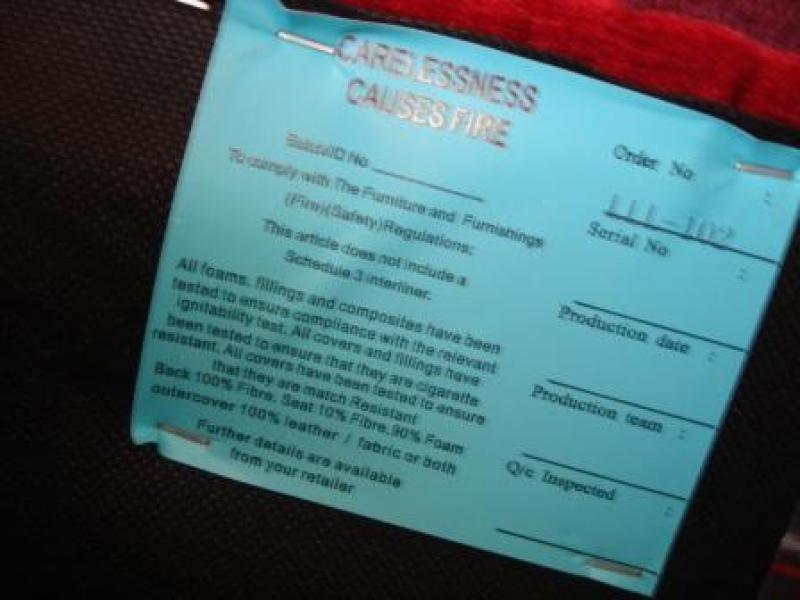 CARELESSNESS
CAUSES FIRE
Batch/ID No
To comply with The Furniture and Furnishings
(Fire)(Safety)Regulations:
This article does not include a
Schedule 3 interliner.
All foams, fillings and composites have been
tested to ensure compliance with the relevant
ignitability test. All covers and fillings have
been tested to ensure that they are cigarette
resistant. All covers have been tested to ensure
that they are match Resistant
Back 100% Fibre. Seat 10% Fibre,90% Foam
outercover 100% leather / fabric or both
Further details are available
from your retailer
Order No :
Serial No :
Production date :
Production team :
Q/c Inspected :